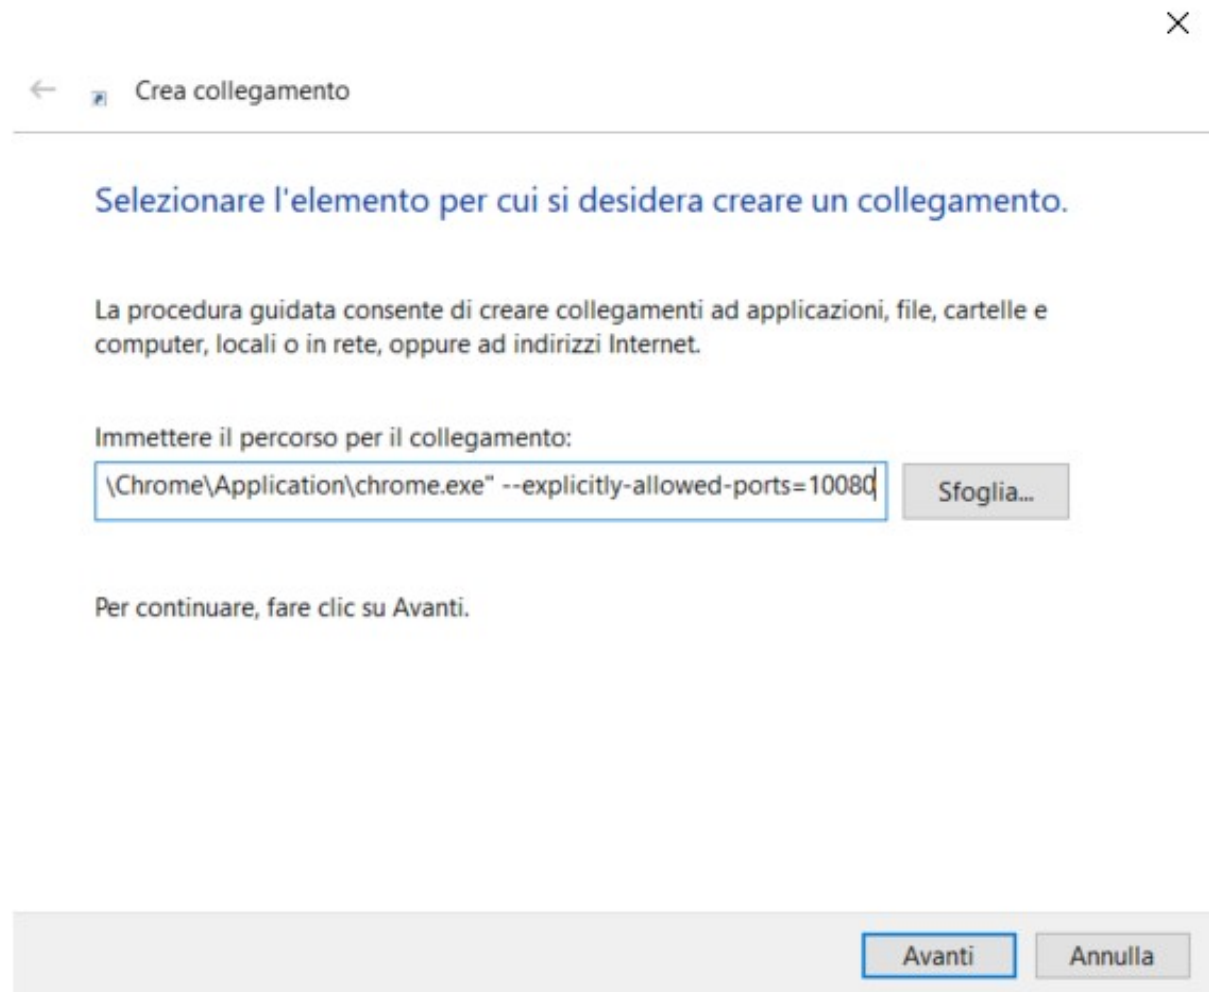 Crea collegamento
Selezionare l'elemento per cui si desidera creare un collegamento.
La procedura guidata consente di creare collegamenti ad applicazioni, file, cartelle e
computer, locali o in rete, oppure ad indirizzi Internet.
Immettere il percorso per il collegamento:
\Chrome\Application\chrome.exe" --explicitly-allowed-ports=10080
Sfoglia...
Per continuare, fare clic su Avanti.
Avanti
Annulla